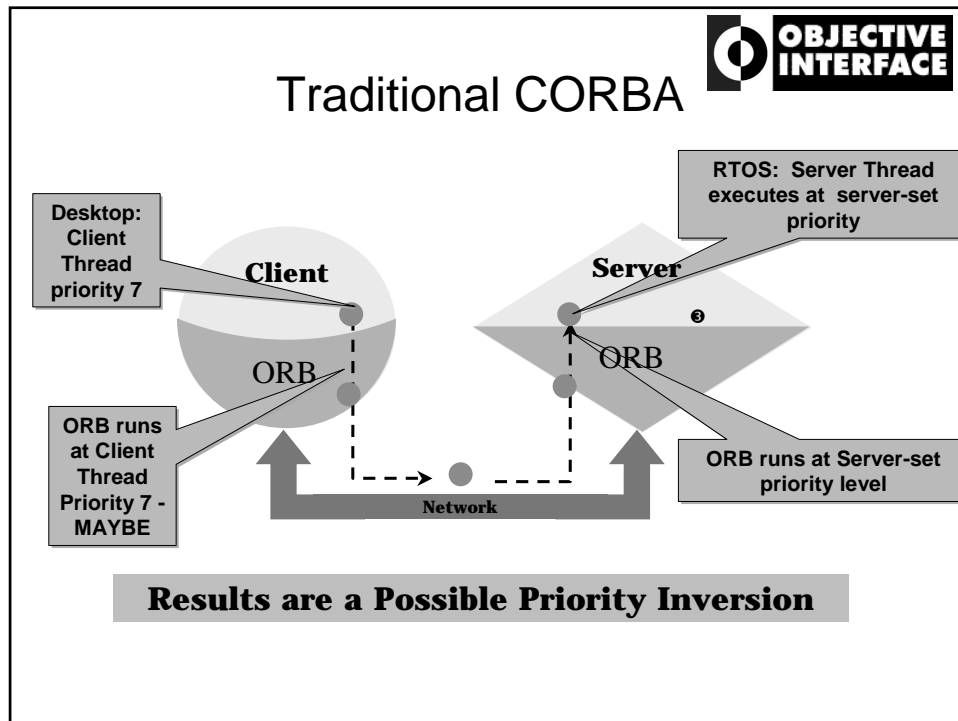 OBJECTIVE
INTERFACE
Traditional CORBA
Desktop:
Client
Thread
priority 7
RTOS:  Server Thread
executes at  server-set
priority
Client
Server
❸
ORB
ORB
ORB runs
at Client
Thread
Priority 7 -
MAYBE
ORB runs at Server-set
priority level
Network
Results are a Possible Priority Inversion